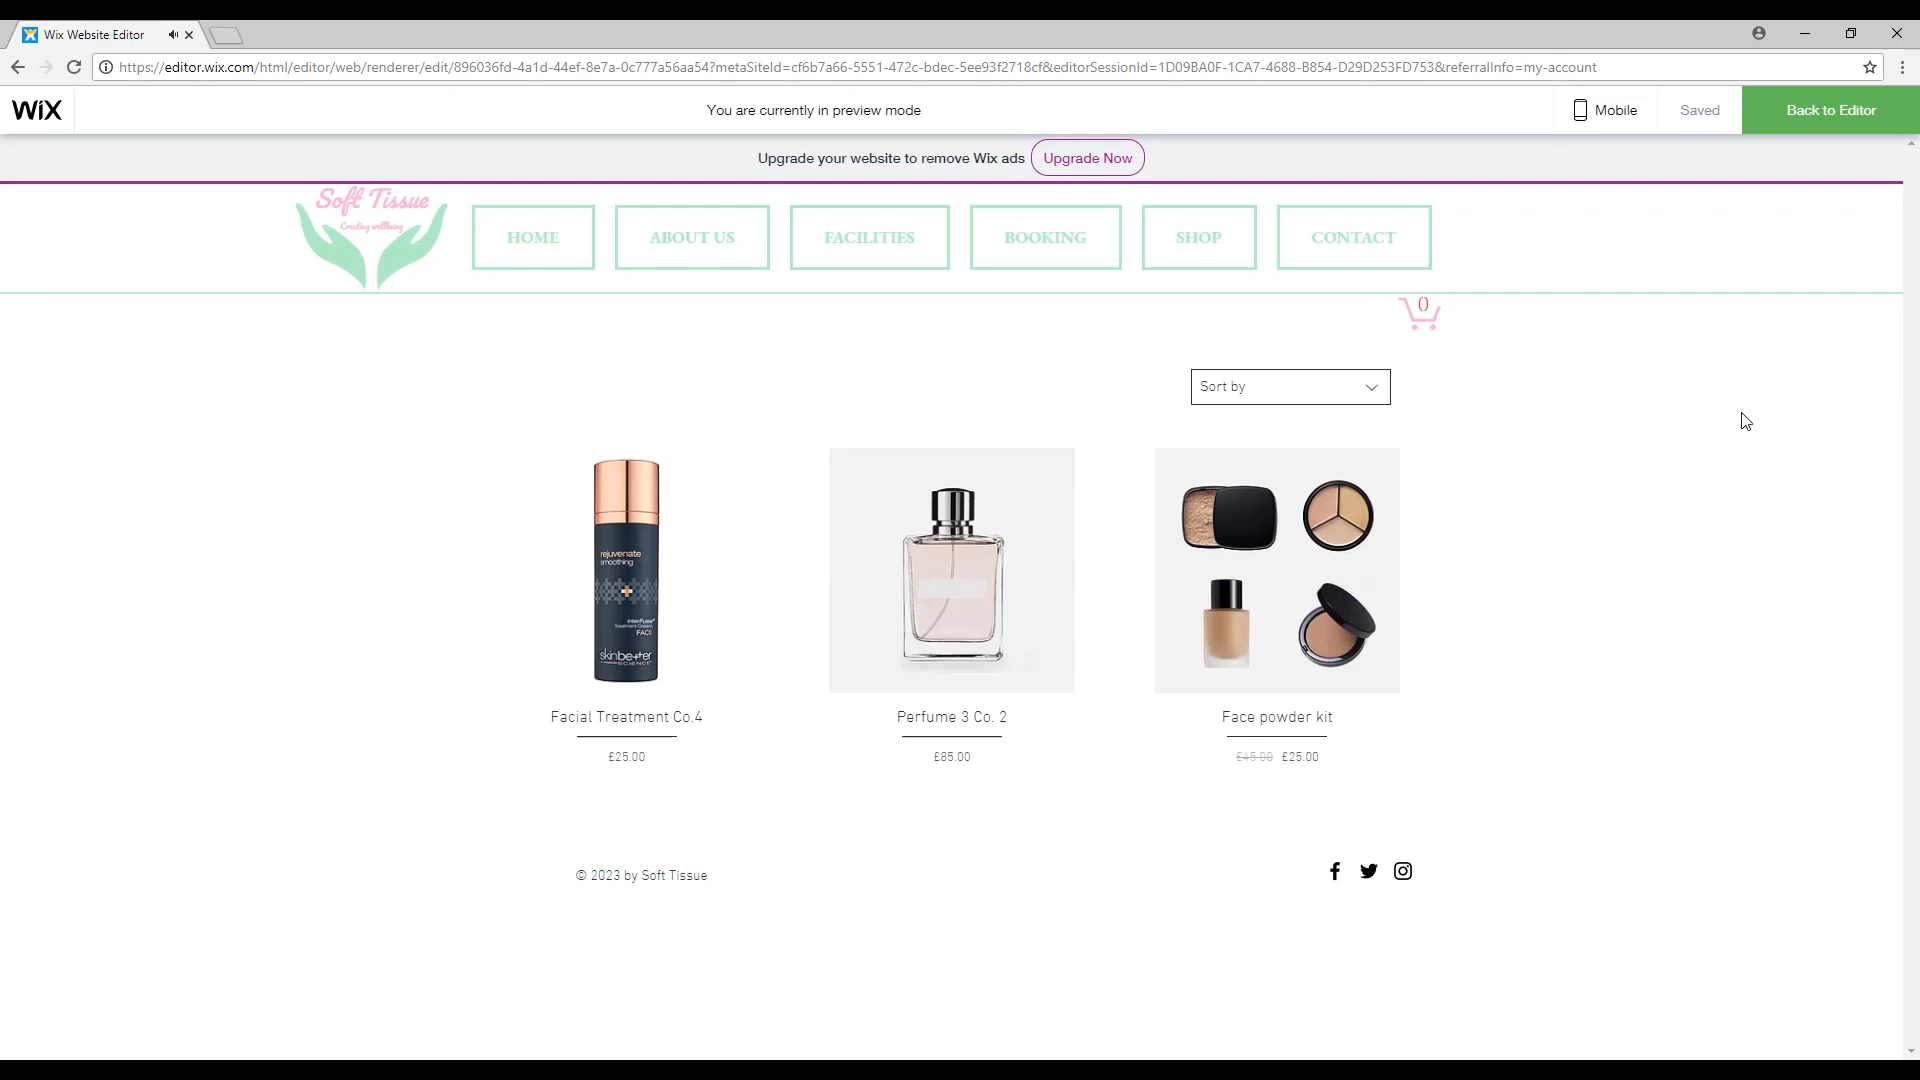 Wix Website Editor
https://editor.wix.com/html/editor/web/renderer/edit/896036fd-4a1d-44ef-8e7a-0c777a56aa54?metaSiteId=cf6b7a66-5551-472c-bdec-5ee93f2718cf&editorSessionId=1D09BA0F-1CA7-4688-B854-D29D253FD753&referralInfo=my-account
WiX
You are currently in preview mode
Mobile
Saved
Back to Editor
Upgrade your website to remove Wix ads
Upgrade Now
Soft Tissue
Creating wellbeing
HOME
ABOUT US
FACILITIES
BOOKING
SHOP
CONTACT
0
Sort by
rejuvenate
smoothing
InterFuse®
Treatment Cream
FACE
skinbetter
SCIENCE®
Facial Treatment Co.4
£25.00
Perfume 3 Co. 2
£85.00
Face powder kit
£45.00 £25.00
© 2023 by Soft Tissue